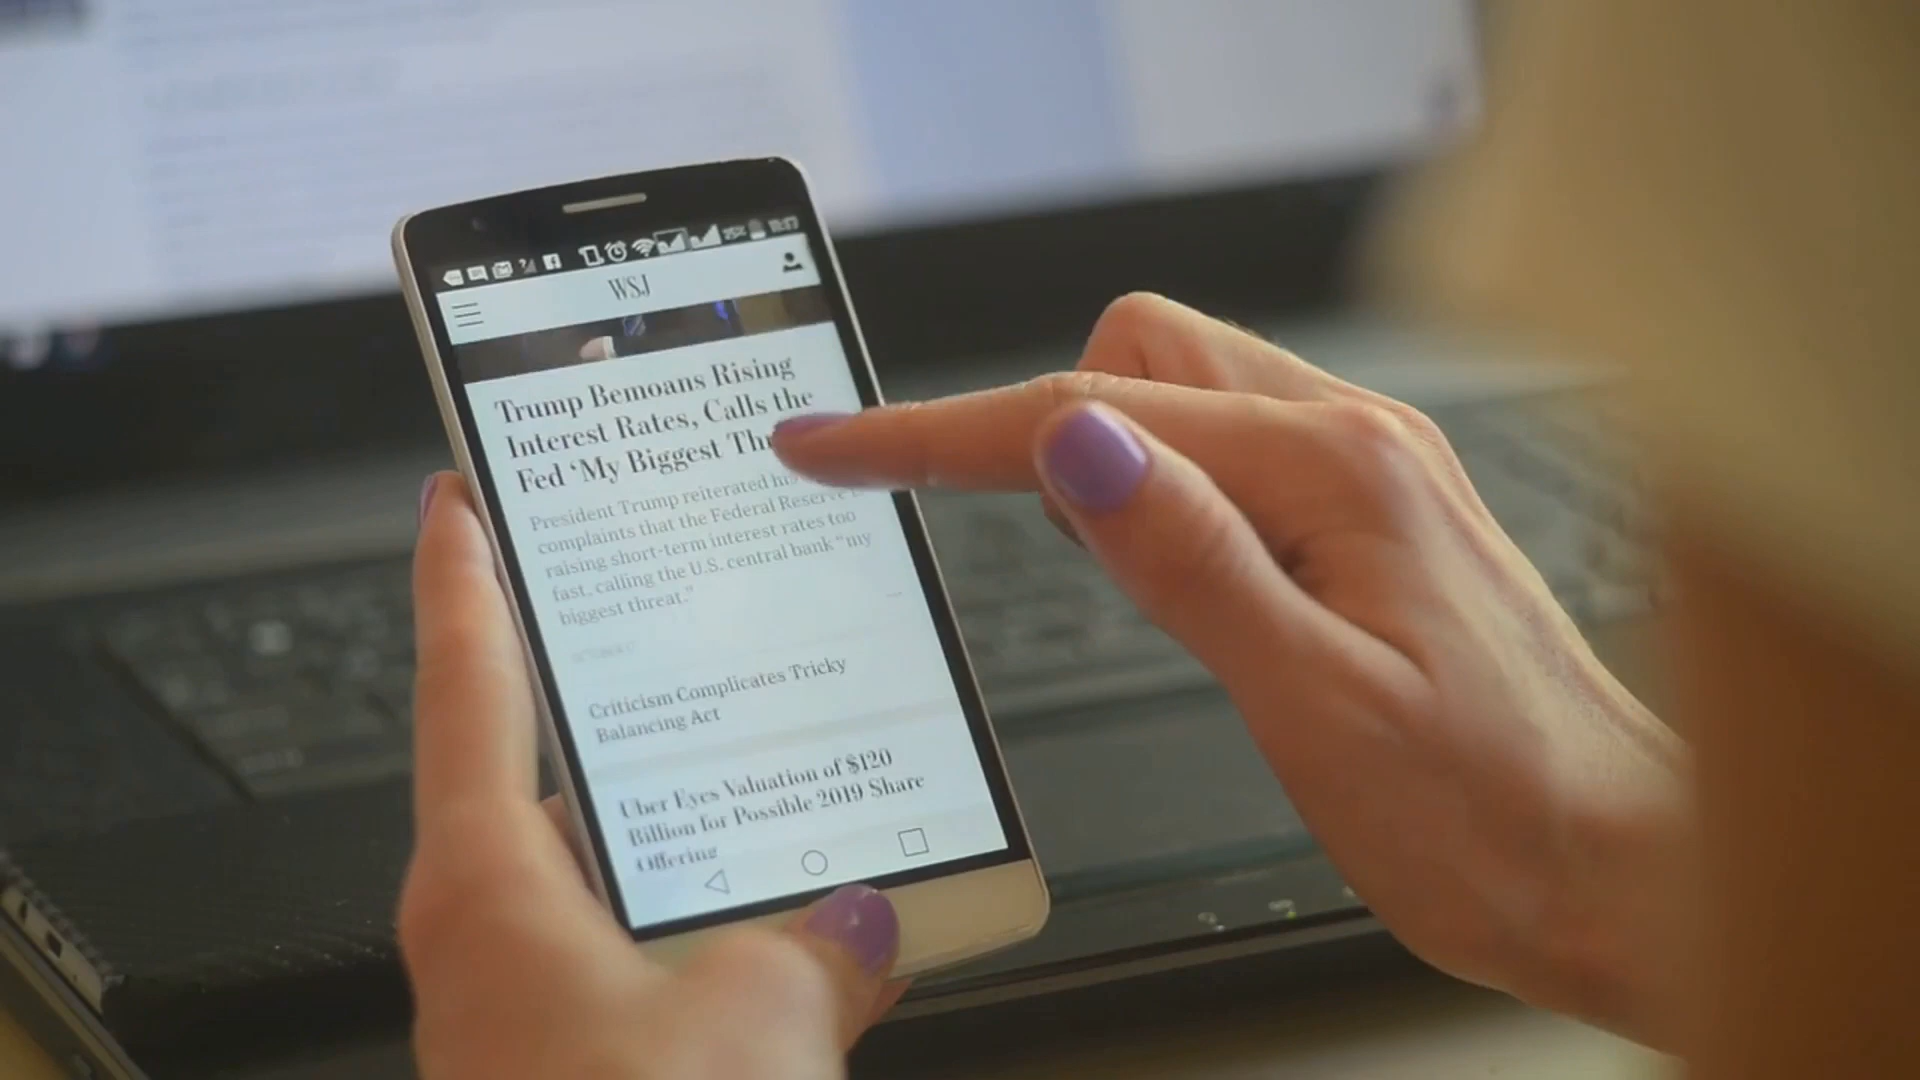 WSJ
Trump Bemoans Rising
Interest Rates, Calls the
Fed ‘My Biggest
President Trump reiterated his
complaints that the Federal Reserve
raising short-term interest rates too
fast, calling the U.S. central bank “my
biggest threat.”
Criticism Complicates Tricky
Balancing Act
Uber Eyes Valuation of $120
Billion for Possible 2019 Share
Offering